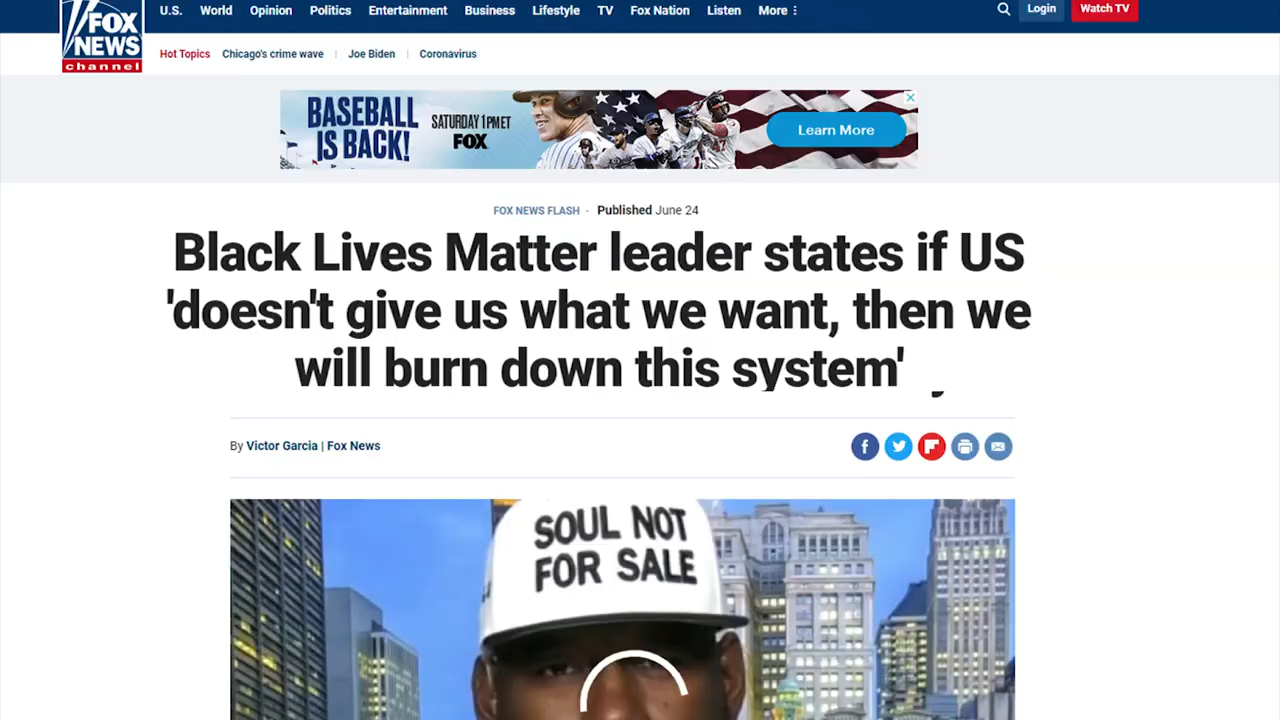 FOX
NEWS
channel
U.S. World Opinion Politics Entertainment Business Lifestyle TV Fox Nation Listen More Login Watch TV
Hot Topics Chicago's crime wave Joe Biden Coronavirus
BASEBALL
IS BACK!
SATURDAY 1PM ET
FOX
Learn More
FOX NEWS FLASH · Published June 24
Black Lives Matter leader states if US
'doesn't give us what we want, then we
will burn down this system'
By Victor Garcia | Fox News
SOUL NOT
FOR SALE